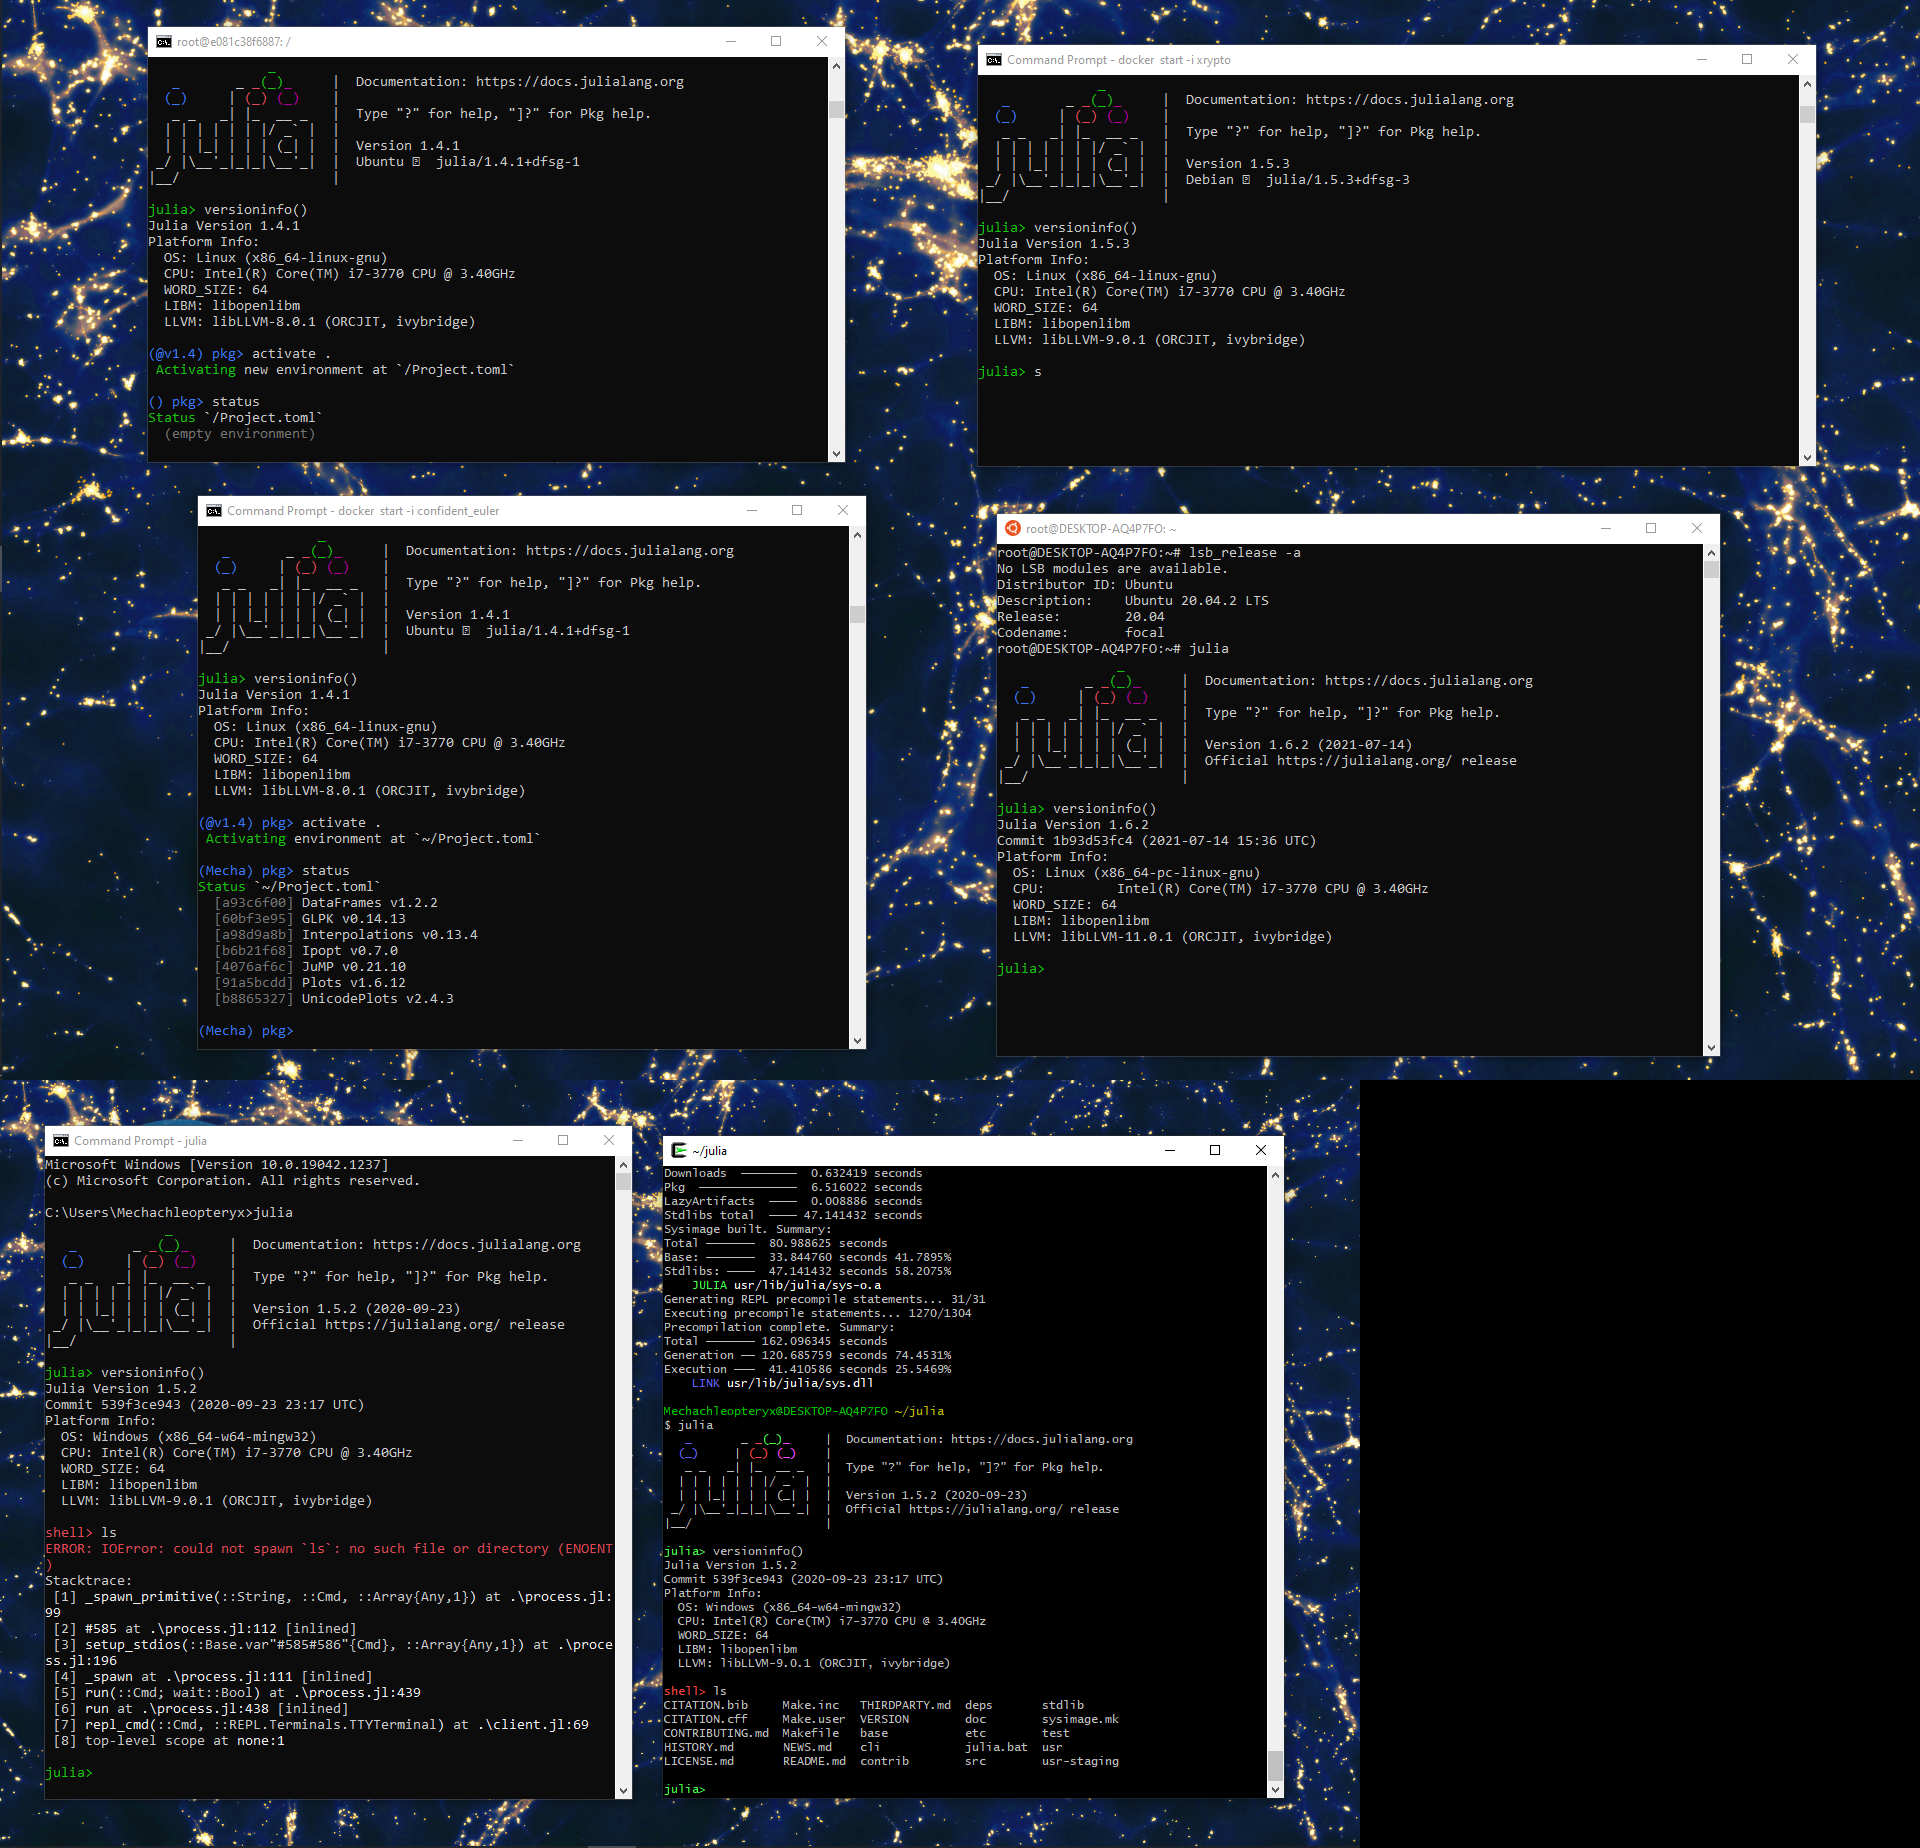 root@e081c38f6887: /
Documentation: https://docs.julialang.org
Type "?" for help, "]?" for Pkg help.
Version 1.4.1
Ubuntu julia/1.4.1+dfsg-1
julia> versioninfo()
Julia Version 1.4.1
Platform Info:
OS: Linux (x86_64-linux-gnu)
CPU: Intel(R) Core(TM) i7-3770 CPU @ 3.40GHz
WORD_SIZE: 64
LIBM: libopenlibm
LLVM: libLLVM-8.0.1 (ORCJIT, ivybridge)
(@v1.4) pkg> activate .
Activating new environment at `/Project.toml`
() pkg> status
Status `/Project.toml`
(empty environment)
Command Prompt - docker start -i xrypto
Documentation: https://docs.julialang.org
Type "?" for help, "]?" for Pkg help.
Version 1.5.3
Debian julia/1.5.3+dfsg-3
julia> versioninfo()
Julia Version 1.5.3
Platform Info:
OS: Linux (x86_64-linux-gnu)
CPU: Intel(R) Core(TM) i7-3770 CPU @ 3.40GHz
WORD_SIZE: 64
LIBM: libopenlibm
LLVM: libLLVM-9.0.1 (ORCJIT, ivybridge)
julia> s
Command Prompt - docker start -i confident_euler
Documentation: https://docs.julialang.org
Type "?" for help, "]?" for Pkg help.
Version 1.4.1
Ubuntu julia/1.4.1+dfsg-1
julia> versioninfo()
Julia Version 1.4.1
Platform Info:
OS: Linux (x86_64-linux-gnu)
CPU: Intel(R) Core(TM) i7-3770 CPU @ 3.40GHz
WORD_SIZE: 64
LIBM: libopenlibm
LLVM: libLLVM-8.0.1 (ORCJIT, ivybridge)
(@v1.4) pkg> activate .
Activating environment at `~/Project.toml`
(Mecha) pkg> status
Status `~/Project.toml`
[a93c6f00] DataFrames v1.2.2
[60bf3e95] GLPK v0.14.13
[a98d9a8b] Interpolations v0.13.4
[b6b21f68] Ipopt v0.7.0
[4076af6c] JuMP v0.21.10
[91a5bcdd] Plots v1.6.12
[b8865327] UnicodePlots v2.4.3
(Mecha) pkg>
root@DESKTOP-AQ4P7FO: ~
root@DESKTOP-AQ4P7FO:~# lsb_release -a
No LSB modules are available.
Distributor ID: Ubuntu
Description: Ubuntu 20.04.2 LTS
Release: 20.04
Codename: focal
root@DESKTOP-AQ4P7FO:~# julia
Documentation: https://docs.julialang.org
Type "?" for help, "]?" for Pkg help.
Version 1.6.2 (2021-07-14)
Official https://julialang.org/ release
julia> versioninfo()
Julia Version 1.6.2
Commit 1b93d53fc4 (2021-07-14 15:36 UTC)
Platform Info:
OS: Linux (x86_64-pc-linux-gnu)
CPU: Intel(R) Core(TM) i7-3770 CPU @ 3.40GHz
WORD_SIZE: 64
LIBM: libopenlibm
LLVM: libLLVM-11.0.1 (ORCJIT, ivybridge)
julia>
Command Prompt - julia
Microsoft Windows [Version 10.0.19042.1237]
(c) Microsoft Corporation. All rights reserved.
C:\Users\Mechachleopteryx>julia
Documentation: https://docs.julialang.org
Type "?" for help, "]?" for Pkg help.
Version 1.5.2 (2020-09-23)
Official https://julialang.org/ release
julia> versioninfo()
Julia Version 1.5.2
Commit 539f3ce943 (2020-09-23 23:17 UTC)
Platform Info:
OS: Windows (x86_64-w64-mingw32)
CPU: Intel(R) Core(TM) i7-3770 CPU @ 3.40GHz
WORD_SIZE: 64
LIBM: libopenlibm
LLVM: libLLVM-9.0.1 (ORCJIT, ivybridge)
shell> ls
ERROR: IOError: could not spawn `ls`: no such file or directory (ENOENT
)
Stacktrace:
[1] _spawn_primitive(::String, ::Cmd, ::Array{Any,1}) at .\process.jl:
99
[2] #585 at .\process.jl:112 [inlined]
[3] setup_stdios(::Base.var"#585#586"{Cmd}, ::Array{Any,1}) at .\proce
ss.jl:196
[4] _spawn at .\process.jl:111 [inlined]
[5] run(::Cmd; wait::Bool) at .\process.jl:439
[6] run at .\process.jl:438 [inlined]
[7] repl_cmd(::Cmd, ::REPL.Terminals.TTYTerminal) at .\client.jl:69
[8] top-level scope at none:1
julia>
~/julia
Downloads ──────── 0.632419 seconds
Pkg ────────────── 6.516022 seconds
LazyArtifacts ──── 0.008886 seconds
Stdlibs total ──── 47.141432 seconds
Sysimage built. Summary:
Total ─────── 80.988625 seconds
Base: ─────── 33.844760 seconds 41.7895%
Stdlibs: ──── 47.141432 seconds 58.2075%
JULIA usr/lib/julia/sys-o.a
Generating REPL precompile statements... 31/31
Executing precompile statements... 1270/1304
Precompilation complete. Summary:
Total ─────── 162.096345 seconds
Generation ── 120.685759 seconds 74.4531%
Execution ─── 41.410586 seconds 25.5469%
LINK usr/lib/julia/sys.dll
Mechachleopteryx@DESKTOP-AQ4P7FO ~/julia
$ julia
Documentation: https://docs.julialang.org
Type "?" for help, "]?" for Pkg help.
Version 1.5.2 (2020-09-23)
Official https://julialang.org/ release
julia> versioninfo()
Julia Version 1.5.2
Commit 539f3ce943 (2020-09-23 23:17 UTC)
Platform Info:
OS: Windows (x86_64-w64-mingw32)
CPU: Intel(R) Core(TM) i7-3770 CPU @ 3.40GHz
WORD_SIZE: 64
LIBM: libopenlibm
LLVM: libLLVM-9.0.1 (ORCJIT, ivybridge)
shell> ls
CITATION.bib Make.inc THIRDPARTY.md deps stdlib
CITATION.cff Make.user VERSION doc sysimage.mk
CONTRIBUTING.md Makefile base etc test
HISTORY.md NEWS.md cli julia.bat usr
LICENSE.md README.md contrib src usr-staging
julia>